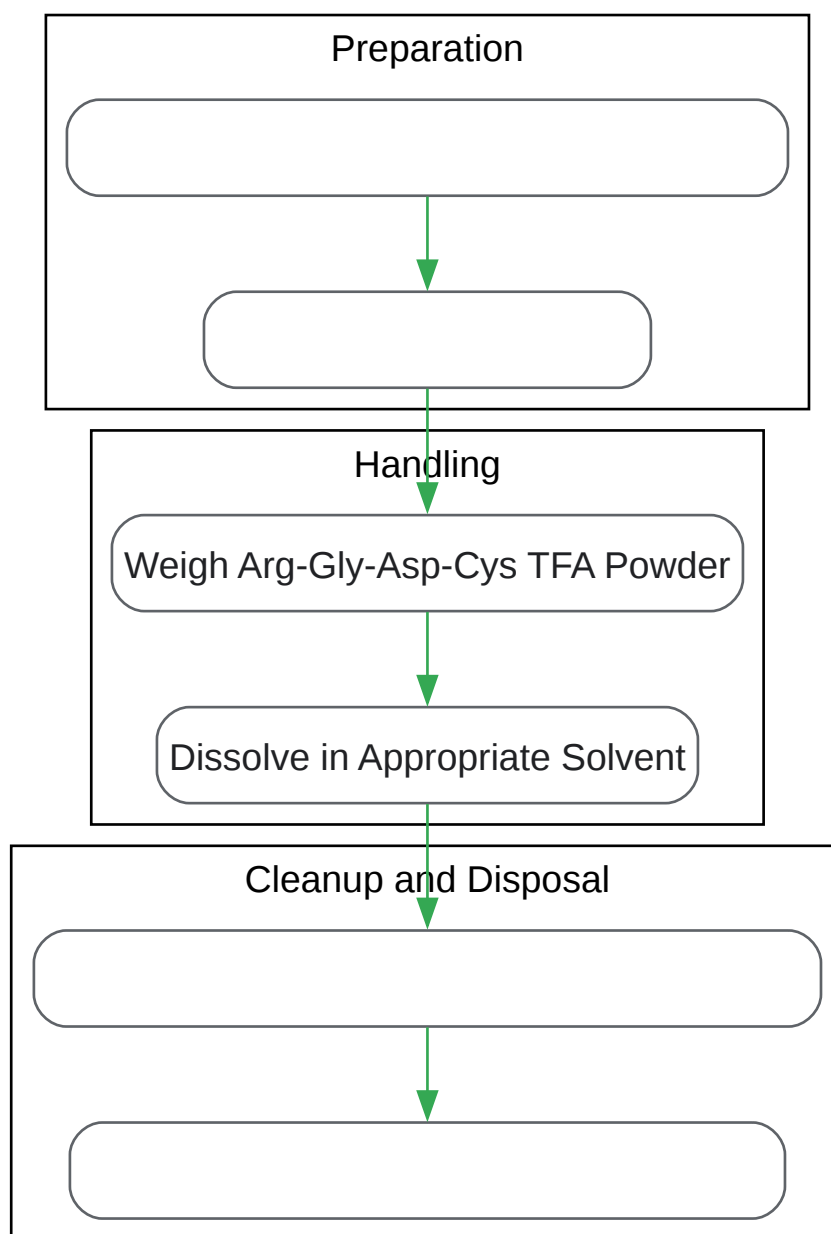 Preparation
Handling
Weigh Arg-Gly-Asp-Cys TFA Powder
Dissolve in Appropriate Solvent
Cleanup and Disposal